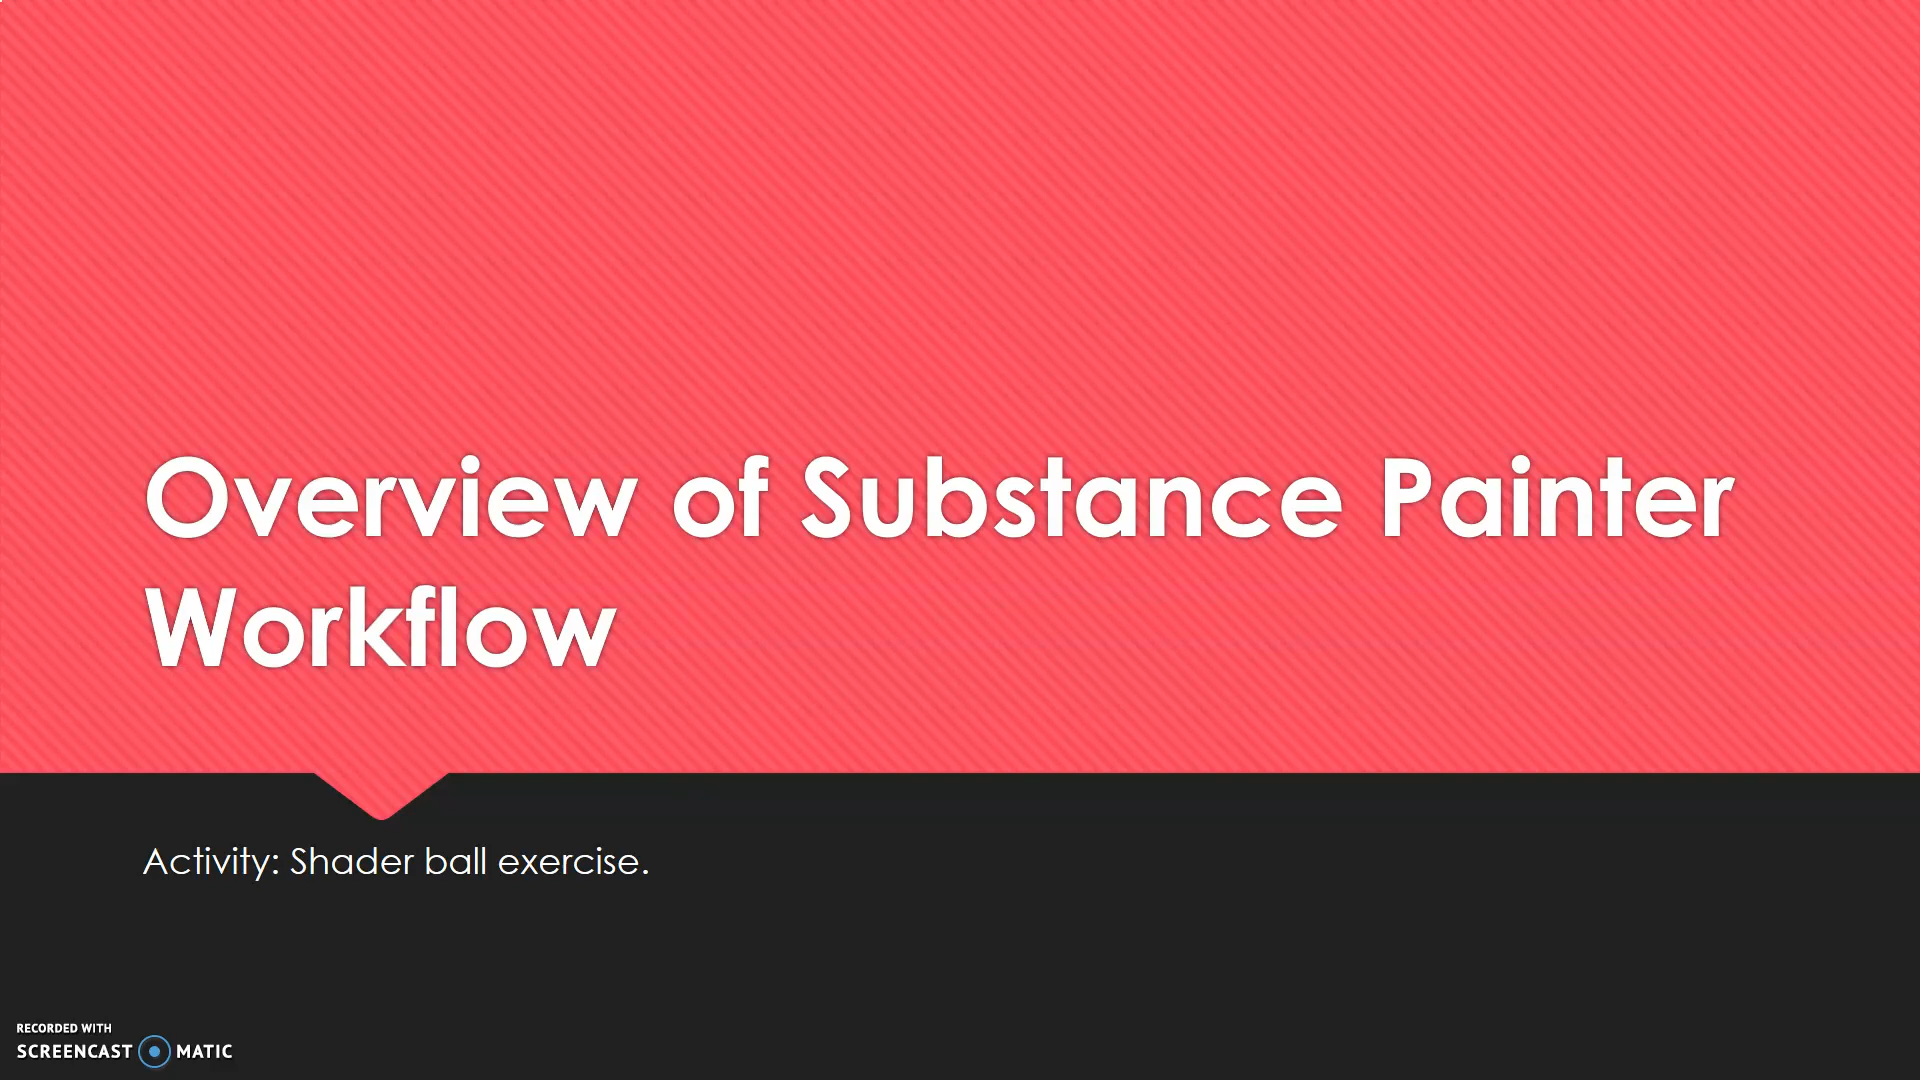 Overview of Substance Painter
Workflow
Activity: Shader ball exercise.
RECORDED WITH
SCREENCAST MATIC